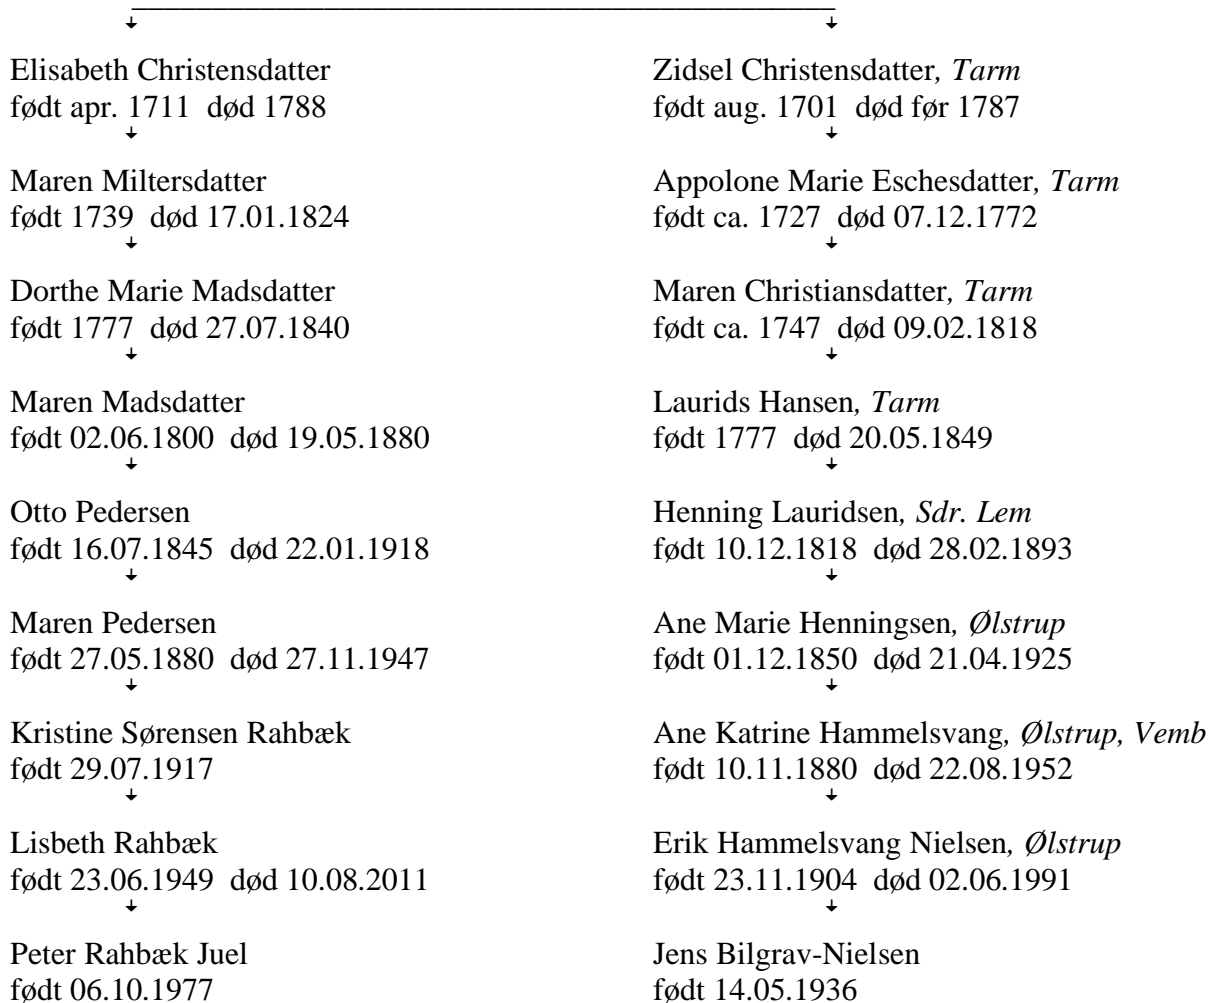 Elisabeth Christensdatter
født apr. 1711 død 1788
Maren Miltersdatter
født 1739 død 17.01.1824
Dorthe Marie Madsdatter
født 1777 død 27.07.1840
Maren Madsdatter
født 02.06.1800 død 19.05.1880
Otto Pedersen
født 16.07.1845 død 22.01.1918
Maren Pedersen
født 27.05.1880 død 27.11.1947
Kristine Sørensen Rahbæk
født 29.07.1917
Lisbeth Rahbæk
født 23.06.1949 død 10.08.2011
Peter Rahbæk Juel
født 06.10.1977
Zidsel Christensdatter, Tarm
født aug. 1701 død før 1787
Appolone Marie Eschesdatter, Tarm
født ca. 1727 død 07.12.1772
Maren Christiansdatter, Tarm
født ca. 1747 død 09.02.1818
Laurids Hansen, Tarm
født 1777 død 20.05.1849
Henning Lauridsen, Sdr. Lem
født 10.12.1818 død 28.02.1893
Ane Marie Henningsen, Ølstrup
født 01.12.1850 død 21.04.1925
Ane Katrine Hammelsvang, Ølstrup, Vemb
født 10.11.1880 død 22.08.1952
Erik Hammelsvang Nielsen, Ølstrup
født 23.11.1904 død 02.06.1991
Jens Bilgrav-Nielsen
født 14.05.1936